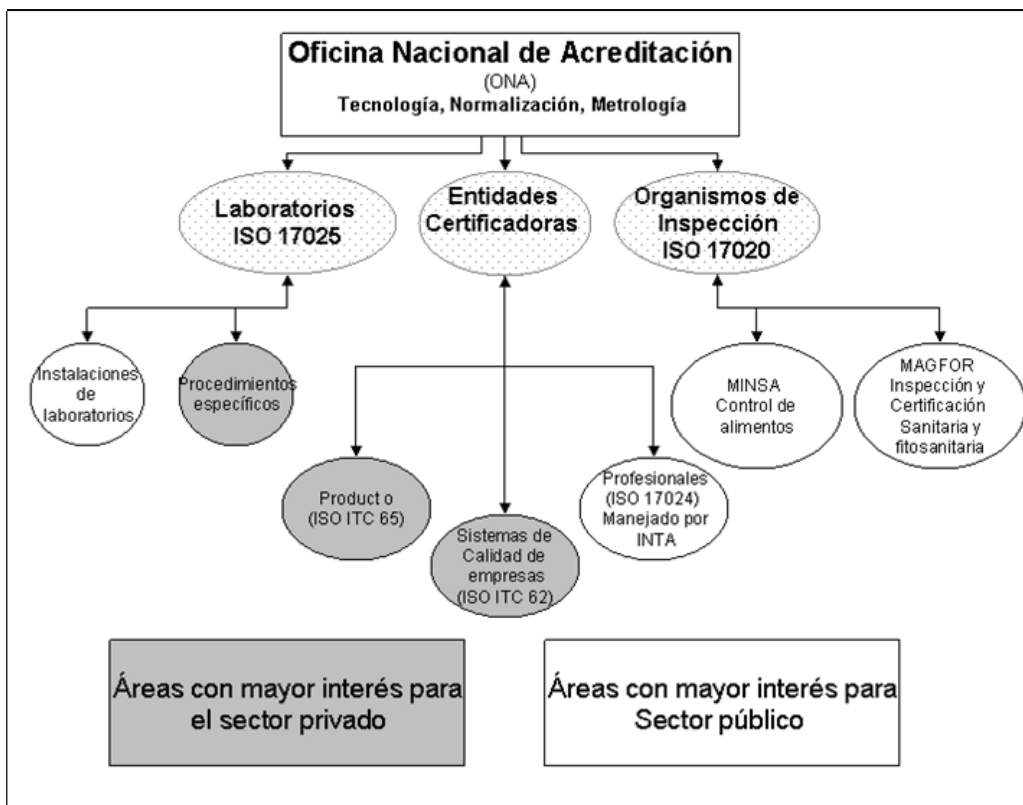 Oficina Nacional de Acreditación
(ONA)
Tecnología, Normalización, Metrología
Laboratorios
ISO 17025
Entidades
Certificadoras
Organismos de
Inspección
ISO 17020
Instalaciones
de
laboratorios
Procedimientos
específicos
MINSA
Control de
alimentos
MAGFOR
Inspección y
Certificación
Sanitaria y
fitosanitaria
Product o
(ISO ITC 65)
Sistemas de
Calidad de
empresas
(ISO ITC 62)
Profesionales
(ISO 17024)
Manejado por
INTA
Áreas con mayor interés para
el sector privado
Áreas con mayor interés para
Sector público